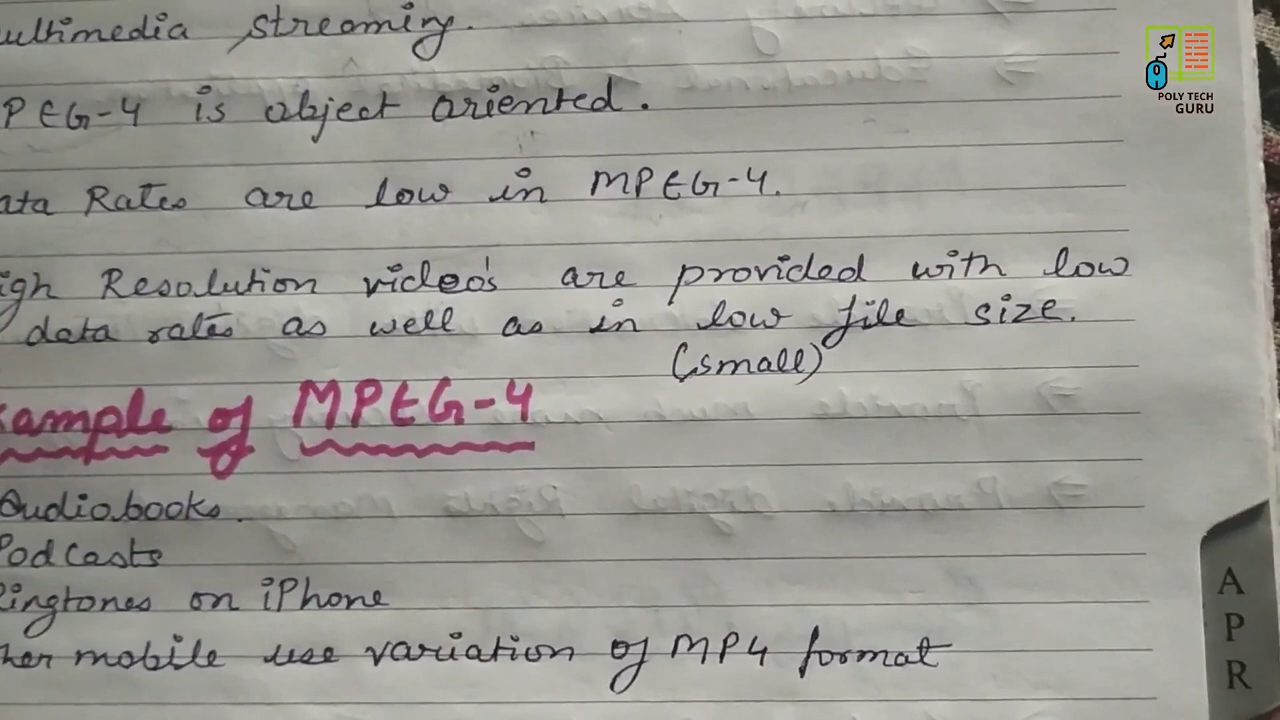 ultimedia streaming.
PEG-4 is object oriented.
ata Rates are low in MPEG-4.
igh Resolution video's are provided with low
data rates as well as in low file size.
(small)
xample of MPEG-4
Audiobooks.
Podcasts
Ringtones on iPhone
her mobile use variation of MP4 format
POLY TECH
GURU
A
P
R